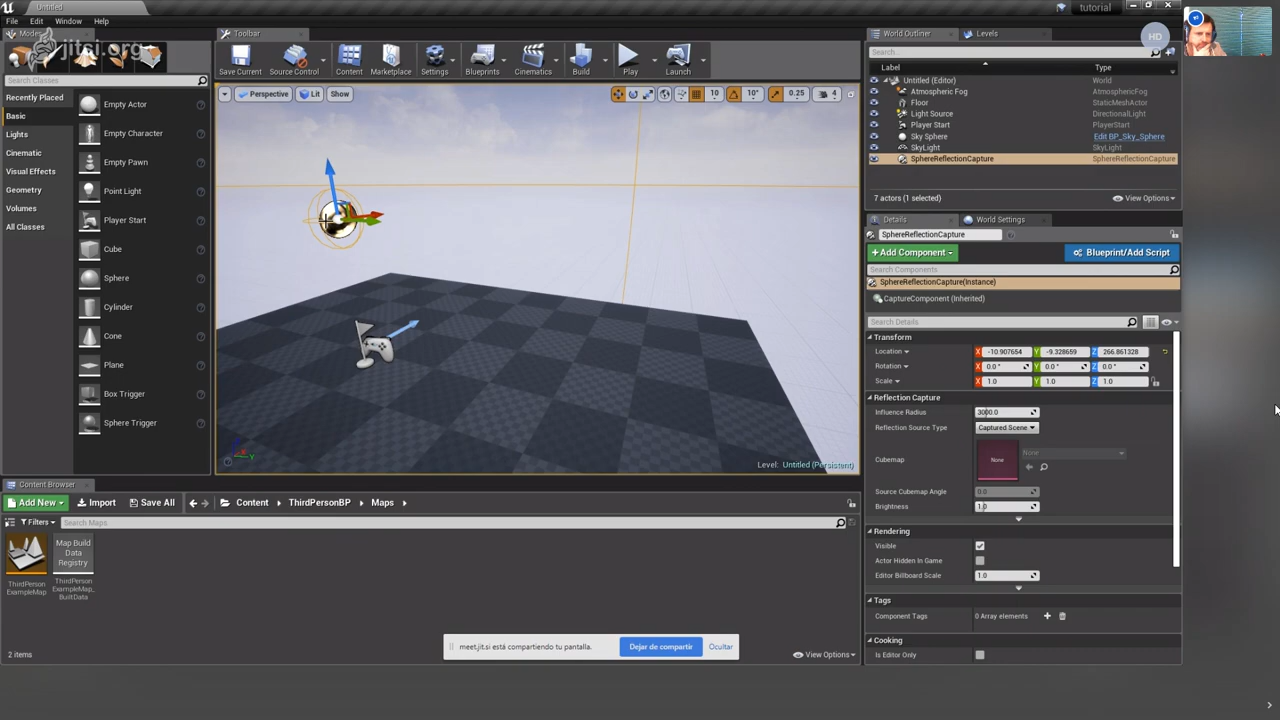 Untitled
tutorial
File Edit Window Help
Modes
jitsi.org
Search Classes
Recently Placed
Basic
Lights
Cinematic
Visual Effects
Geometry
Volumes
All Classes
Empty Actor
Empty Character
Empty Pawn
Point Light
Player Start
Cube
Sphere
Cylinder
Cone
Plane
Box Trigger
Sphere Trigger
Toolbar
Save Current Source Control Content Marketplace Settings Blueprints Cinematics Build Play Launch
Perspective Lit Show 10 10° 0.25 4
Level: Untitled (Persistent)
World Outliner Levels
HD
Search...
Label Type
Untitled (Editor) World
Atmospheric Fog AtmosphericFog
Floor StaticMeshActor
Light Source DirectionalLight
Player Start PlayerStart
Sky Sphere Edit BP_Sky_Sphere
SkyLight SkyLight
SphereReflectionCapture SphereReflectionCapture
7 actors (1 selected) View Options
Details World Settings
SphereReflectionCapture
Add Component Blueprint/Add Script
Search Components
SphereReflectionCapture(Instance)
CaptureComponent (Inherited)
Search Details
Transform
Location X -10.907654 Y -9.328659 Z 266.861328
Rotation X 0.0° Y 0.0° Z 0.0°
Scale X 1.0 Y 1.0 Z 1.0
Reflection Capture
Influence Radius 3000.0
Reflection Source Type Captured Scene
Cubemap None None
Source Cubemap Angle 0.0
Brightness 1.0
Rendering
Visible
Actor Hidden In Game
Editor Billboard Scale 1.0
Tags
Component Tags 0 Array elements
Cooking
Is Editor Only
Content Browser
Add New Import Save All Content ThirdPersonBP Maps
Filters Search Maps
Map Build
Data
Registry
ThirdPerson
ExampleMap
ThirdPerson
ExampleMap_
BuiltData
2 items View Options
meet.jit.si está compartiendo tu pantalla. Dejar de compartir Ocultar